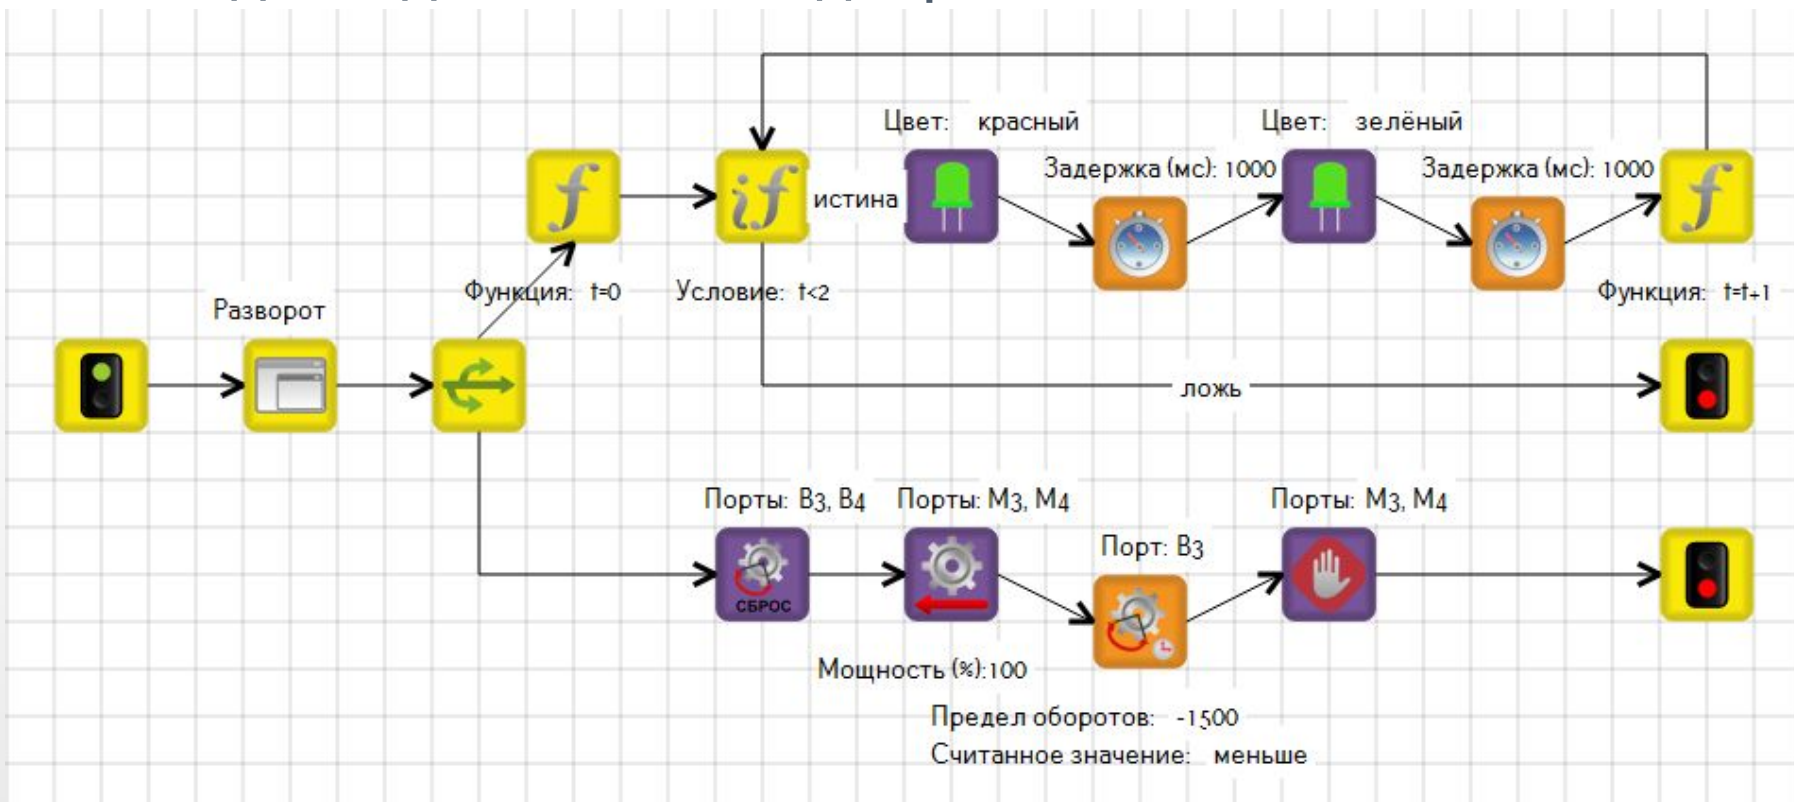 Цвет: красный
Цвет: зелёный
Задержка (мс): 1000
Задержка (мс): 1000
истина
Функция: t=0
Условие: t<2
Функция: t=t+1
Разворот
ложь
Порты: B3, B4
Порты: M3, M4
Порты: M3, M4
Порт: B3
СБРОС
Мощность (%):100
Предел оборотов: -1500
Считанное значение: меньше